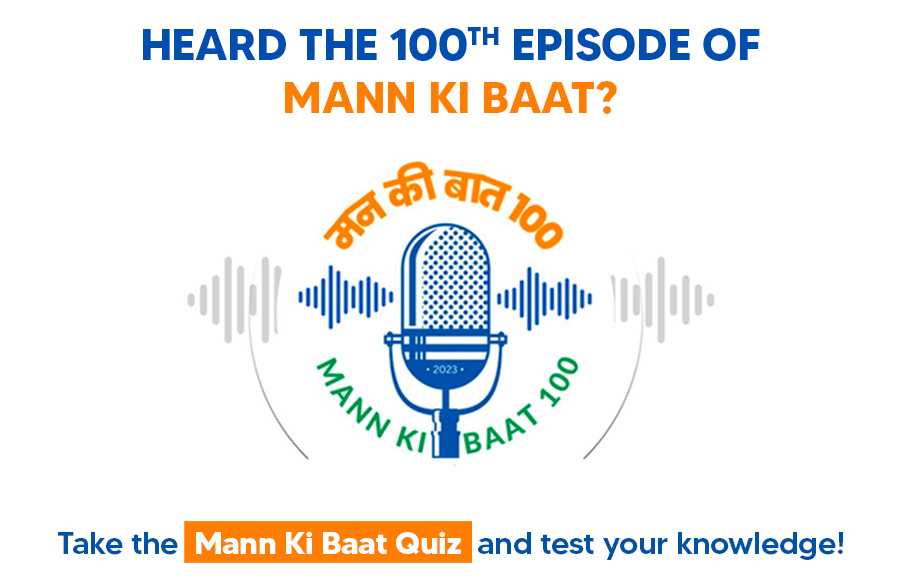 HEARD THE 100TH EPISODE OF
MANN KI BAAT?
मन की बात 100
• 2023 •
MANN KI BAAT 100
Take the Mann Ki Baat Quiz and test your knowledge!